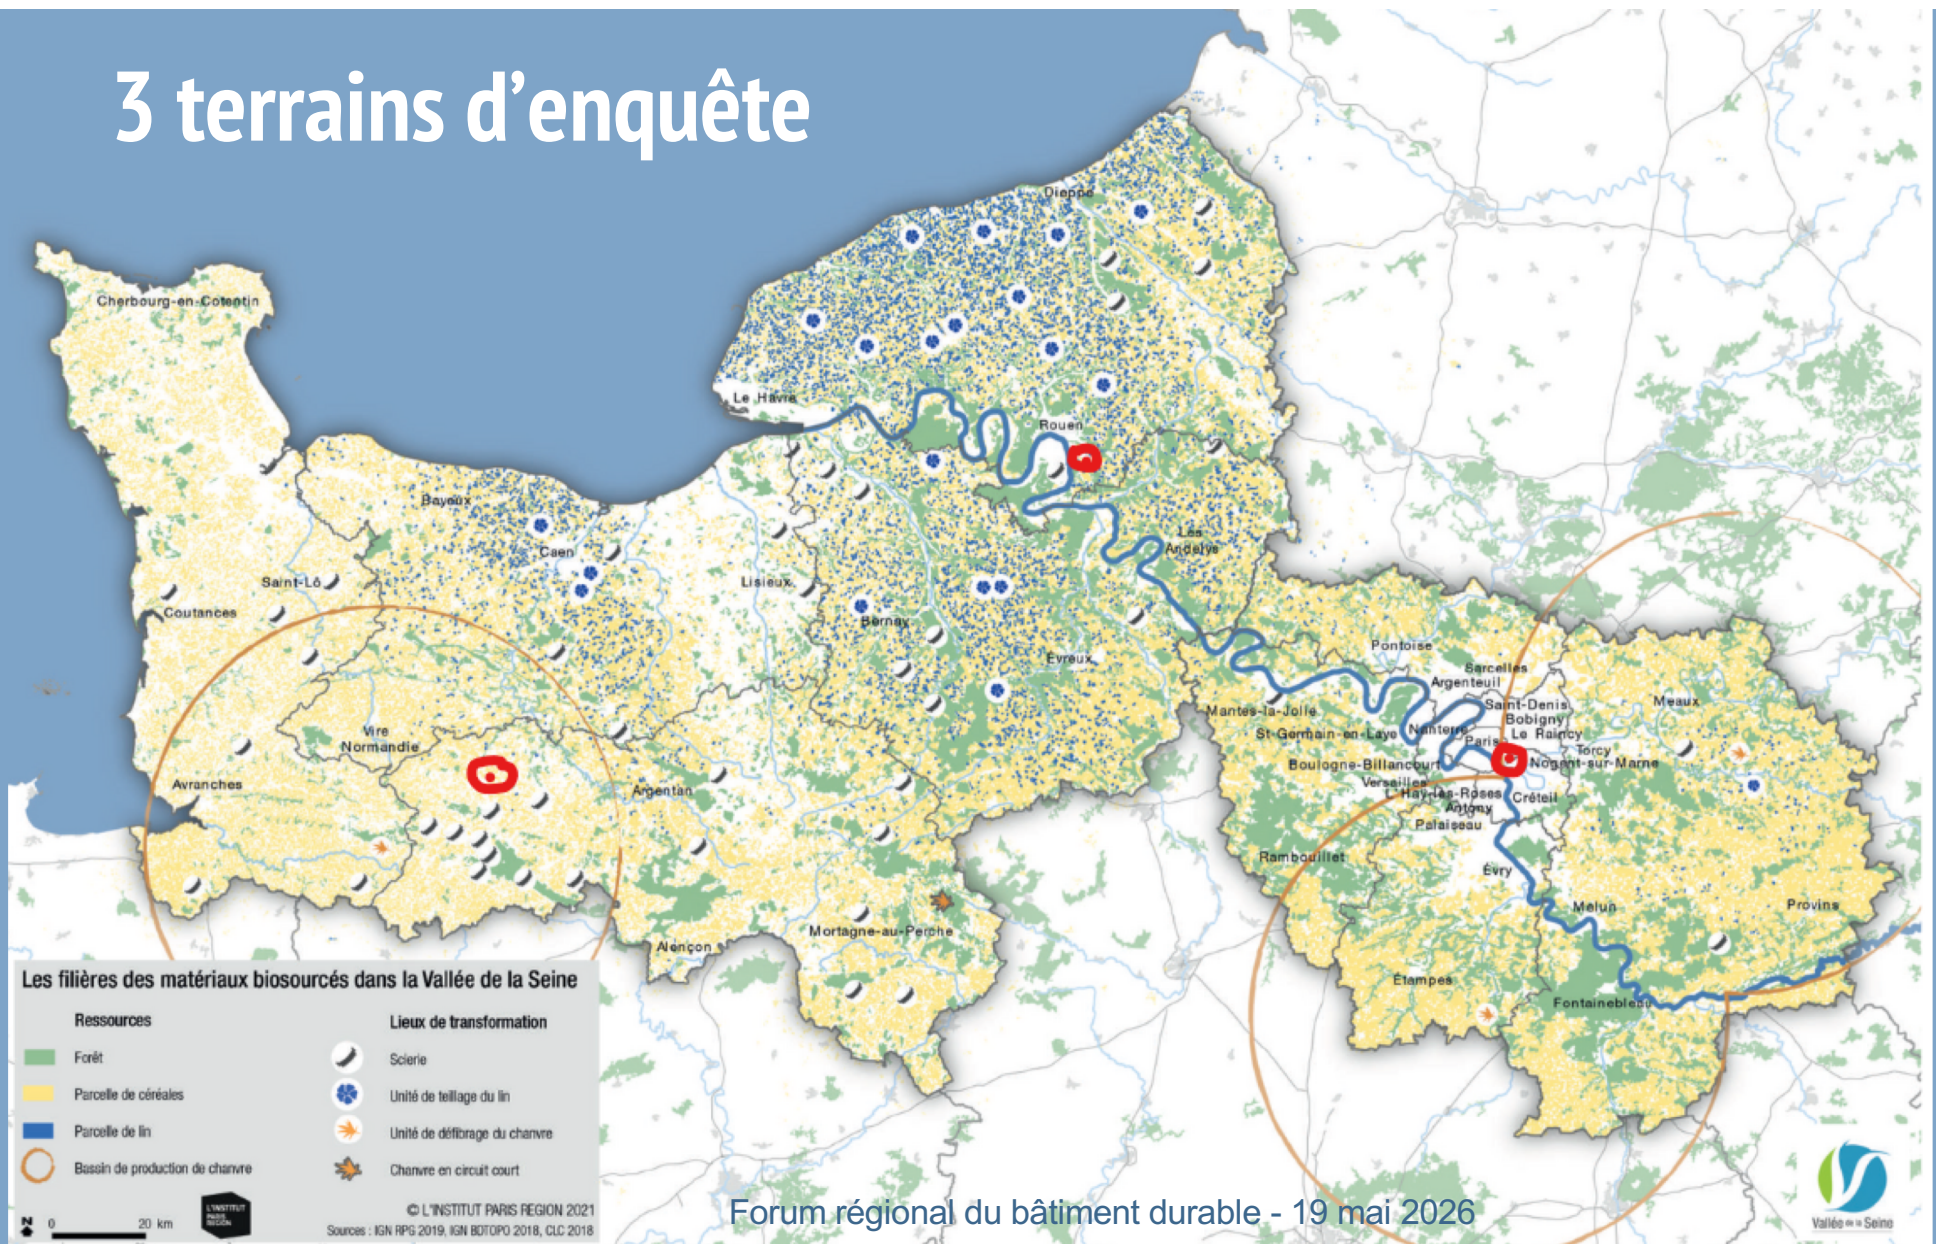 3 terrains d'enquête
Dieppe
Cherbourg-en-Cotentin
Le Havre
Rouen
Bayeux
Caen
Les
Andelys
Saint-Lô
Lisieux
Coutances
Bernay
Évreux
Pontoise
Sarcelles
Argenteuil
Mantes-la-Jolie
Saint-Denis
Bobigny
Meaux
St-Germain-en-Laye
Nanterre
Paris
Le Raincy
Vire
Normandie
Torcy
Boulogne-Billancourt
Nogent-sur-Marne
Versailles
Avranches
Argentan
L'Haÿ-les-Roses
Créteil
Antony
Palaiseau
Rambouillet
Évry
Melun
Provins
Mortagne-au-Perche
Alençon
Étampes
Fontainebleau
Les filières des matériaux biosourcés dans la Vallée de la Seine
Ressources
Forêt
Parcelle de céréales
Parcelle de lin
Bassin de production de chanvre
Lieux de transformation
Scierie
Unité de teillage du lin
Unité de défibrage du chanvre
Chanvre en circuit court
N
0 20 km
L'INSTITUT
PARIS
REGION
© L'INSTITUT PARIS REGION 2021
Sources : IGN RPG 2019, IGN BDTOPO 2018, CLC 2018
Forum régional du bâtiment durable - 19 mai 2026
Vallée de la Seine